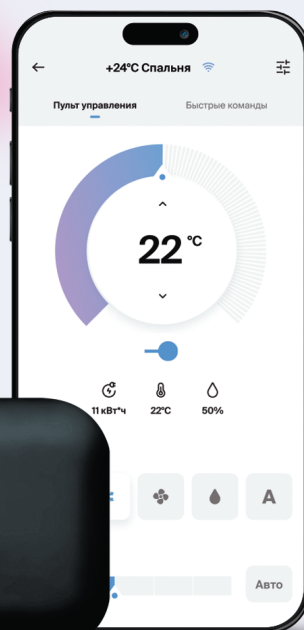 +24°C Спальня
Пульт управления Быстрые команды
22 °C
11 кВт*ч 22°C 50%
A
Авто